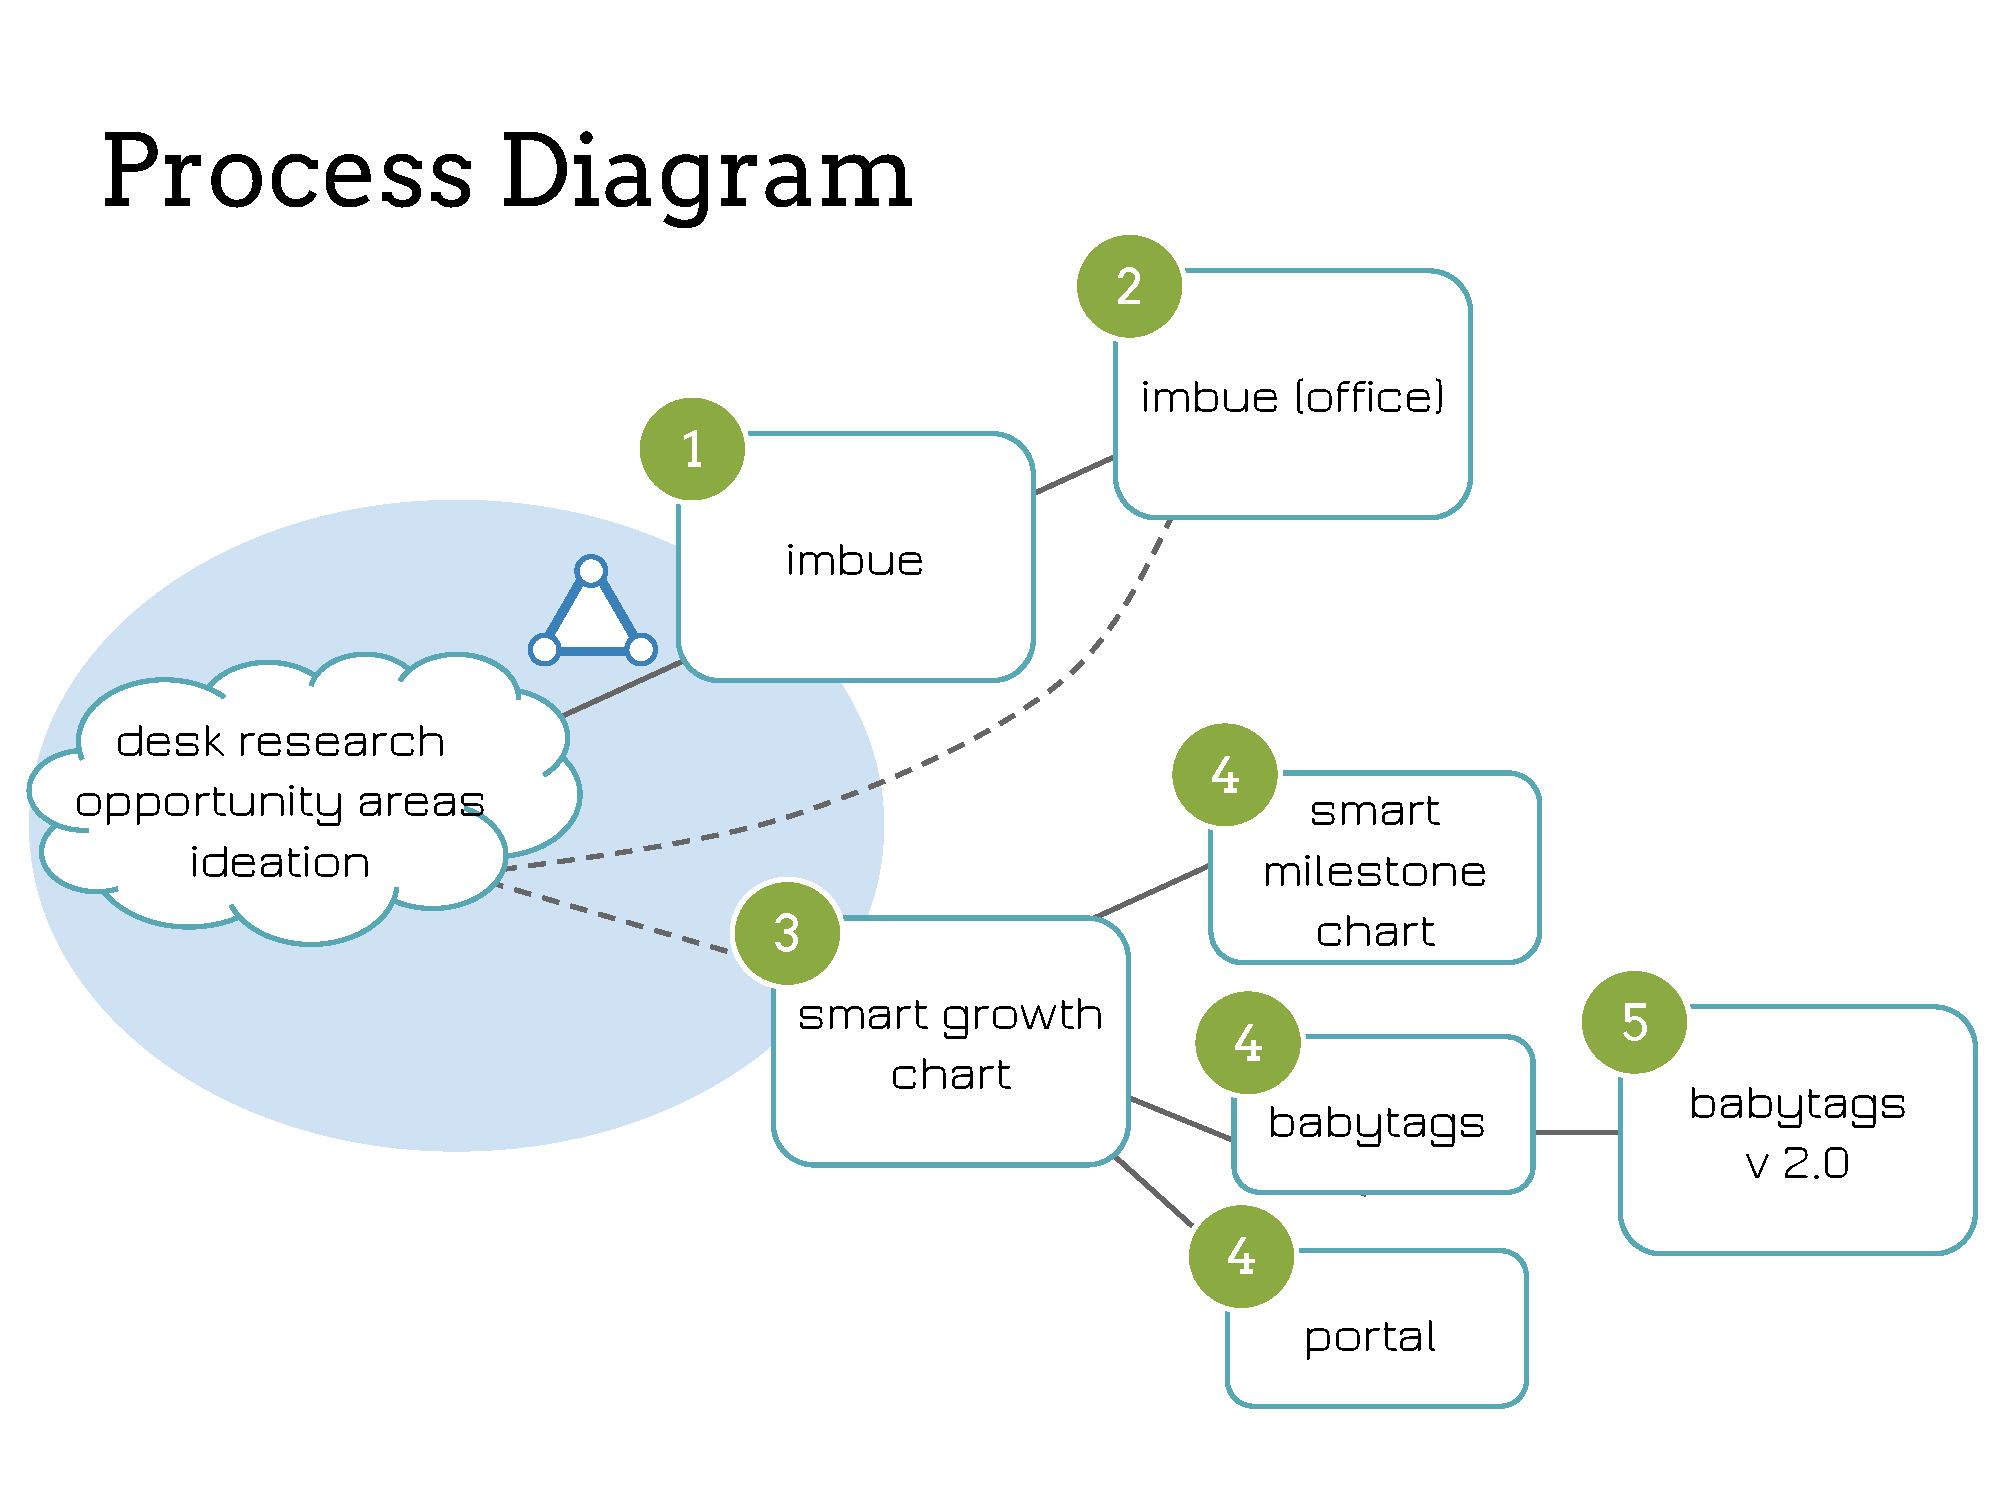 Process Diagram
2
imbue (office)
1
imbue
desk research
opportunity areas
ideation
3
smart growth
chart
4
smart
milestone
chart
4
babytags
5
babytags
v 2.0
4
portal